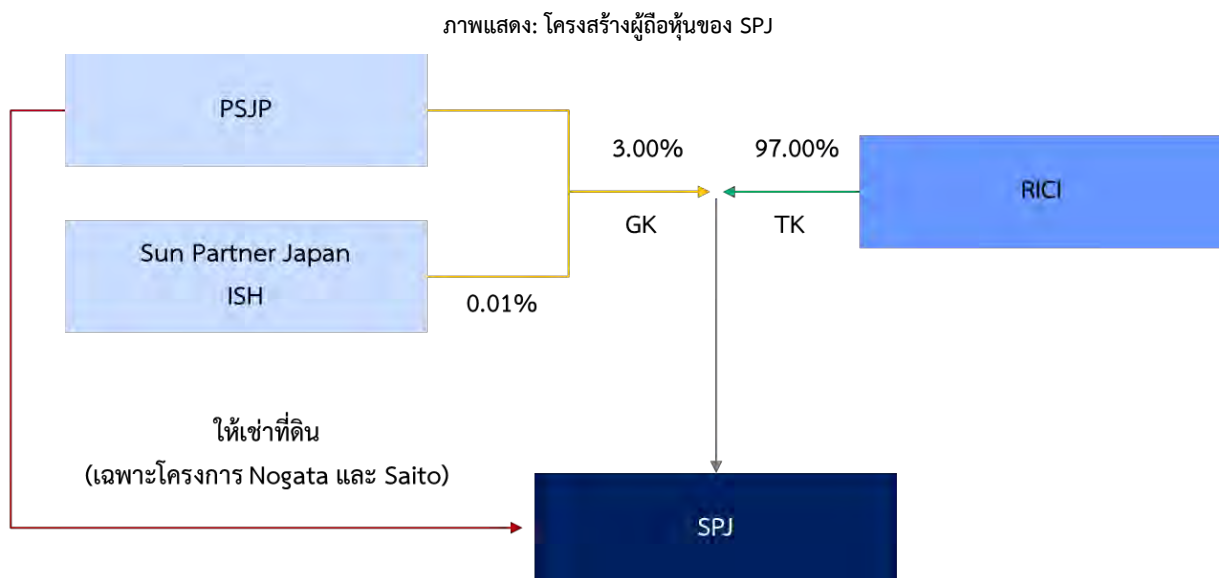 ภาพแสดง: โครงสร้างผู้ถือหุ้นของ SPJ
PSJP
3.00%
97.00%
RICI
GK
TK
Sun Partner Japan
ISH
0.01%
ให้เช่าที่ดิน
(เฉพาะโครงการ Nogata และ Saito)
SPJ